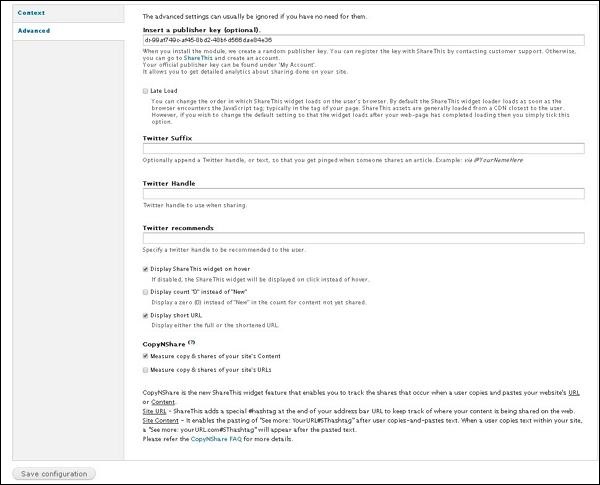 Context
Advanced
The advanced settings can usually be ignored if you have no need for them.
Insert a publisher key (optional).
When you install the module, we create a random publisher key. You can register the key with ShareThis by contacting customer support. Otherwise,
you can go to ShareThis and create an account.
Your official publisher key can be found under 'My Account'.
It allows you to get detailed analytics about sharing done on your site.
Late Load
You can change the order in which ShareThis widget loads on the user's browser. By default the ShareThis widget loader loads as soon as the
browser encounters the JavaScript tag; typically in the tag of your page. ShareThis assets are generally loaded from a CDN closest to the user.
However, if you wish to change the default setting so that the widget loads after your web-page has completed loading then you simply tick this
option.
Twitter Suffix
Optionally append a Twitter handle, or text, so that you get pinged when someone shares an article. Example: via @YourNameHere
Twitter Handle
Twitter handle to use when sharing.
Twitter recommends
Specify a twitter handle to be recommended to the user.
Display ShareThis widget on hover
If disabled, the ShareThis widget will be displayed on click instead of hover.
Display count "0" instead of "New"
Display a zero (0) instead of "New" in the count for content not yet shared.
Display short URL
Display either the full or the shortened URL.
CopyNShare (?)
Measure copy & shares of your site's Content
Measure copy & shares of your site's URLs
CopyNShare is the new ShareThis widget feature that enables you to track the shares that occur when a user copies and pastes your website's URL
or Content.
Site URL - ShareThis adds a special #hashtag at the end of your address bar URL to keep track of where your content is being shared on the web.
Site Content - It enables the pasting of "See more: YourURL#SThashtag" after user copies-and-pastes text. When a user copies text within your site,
a "See more: yourURL.com#SThashtag" will appear after the pasted text.
Please refer the CopyNShare FAQ for more details.
Save configuration